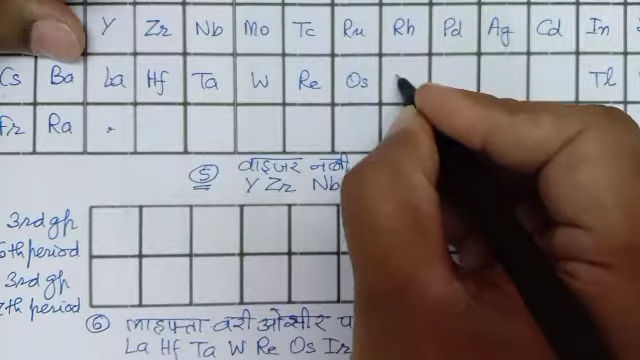 Y Zr Nb Mo Tc Ru Rh Pd Ag Cd In
Cs Ba La Hf Ta W Re Os Tl
Fr Ra
⑤ वाइजर नबी
Y Zr Nb
3rd gp
6th period
3rd gp
7th period
⑥ लाहफ्ता वरी ओसीर प
La Hf Ta W Re Os Ir